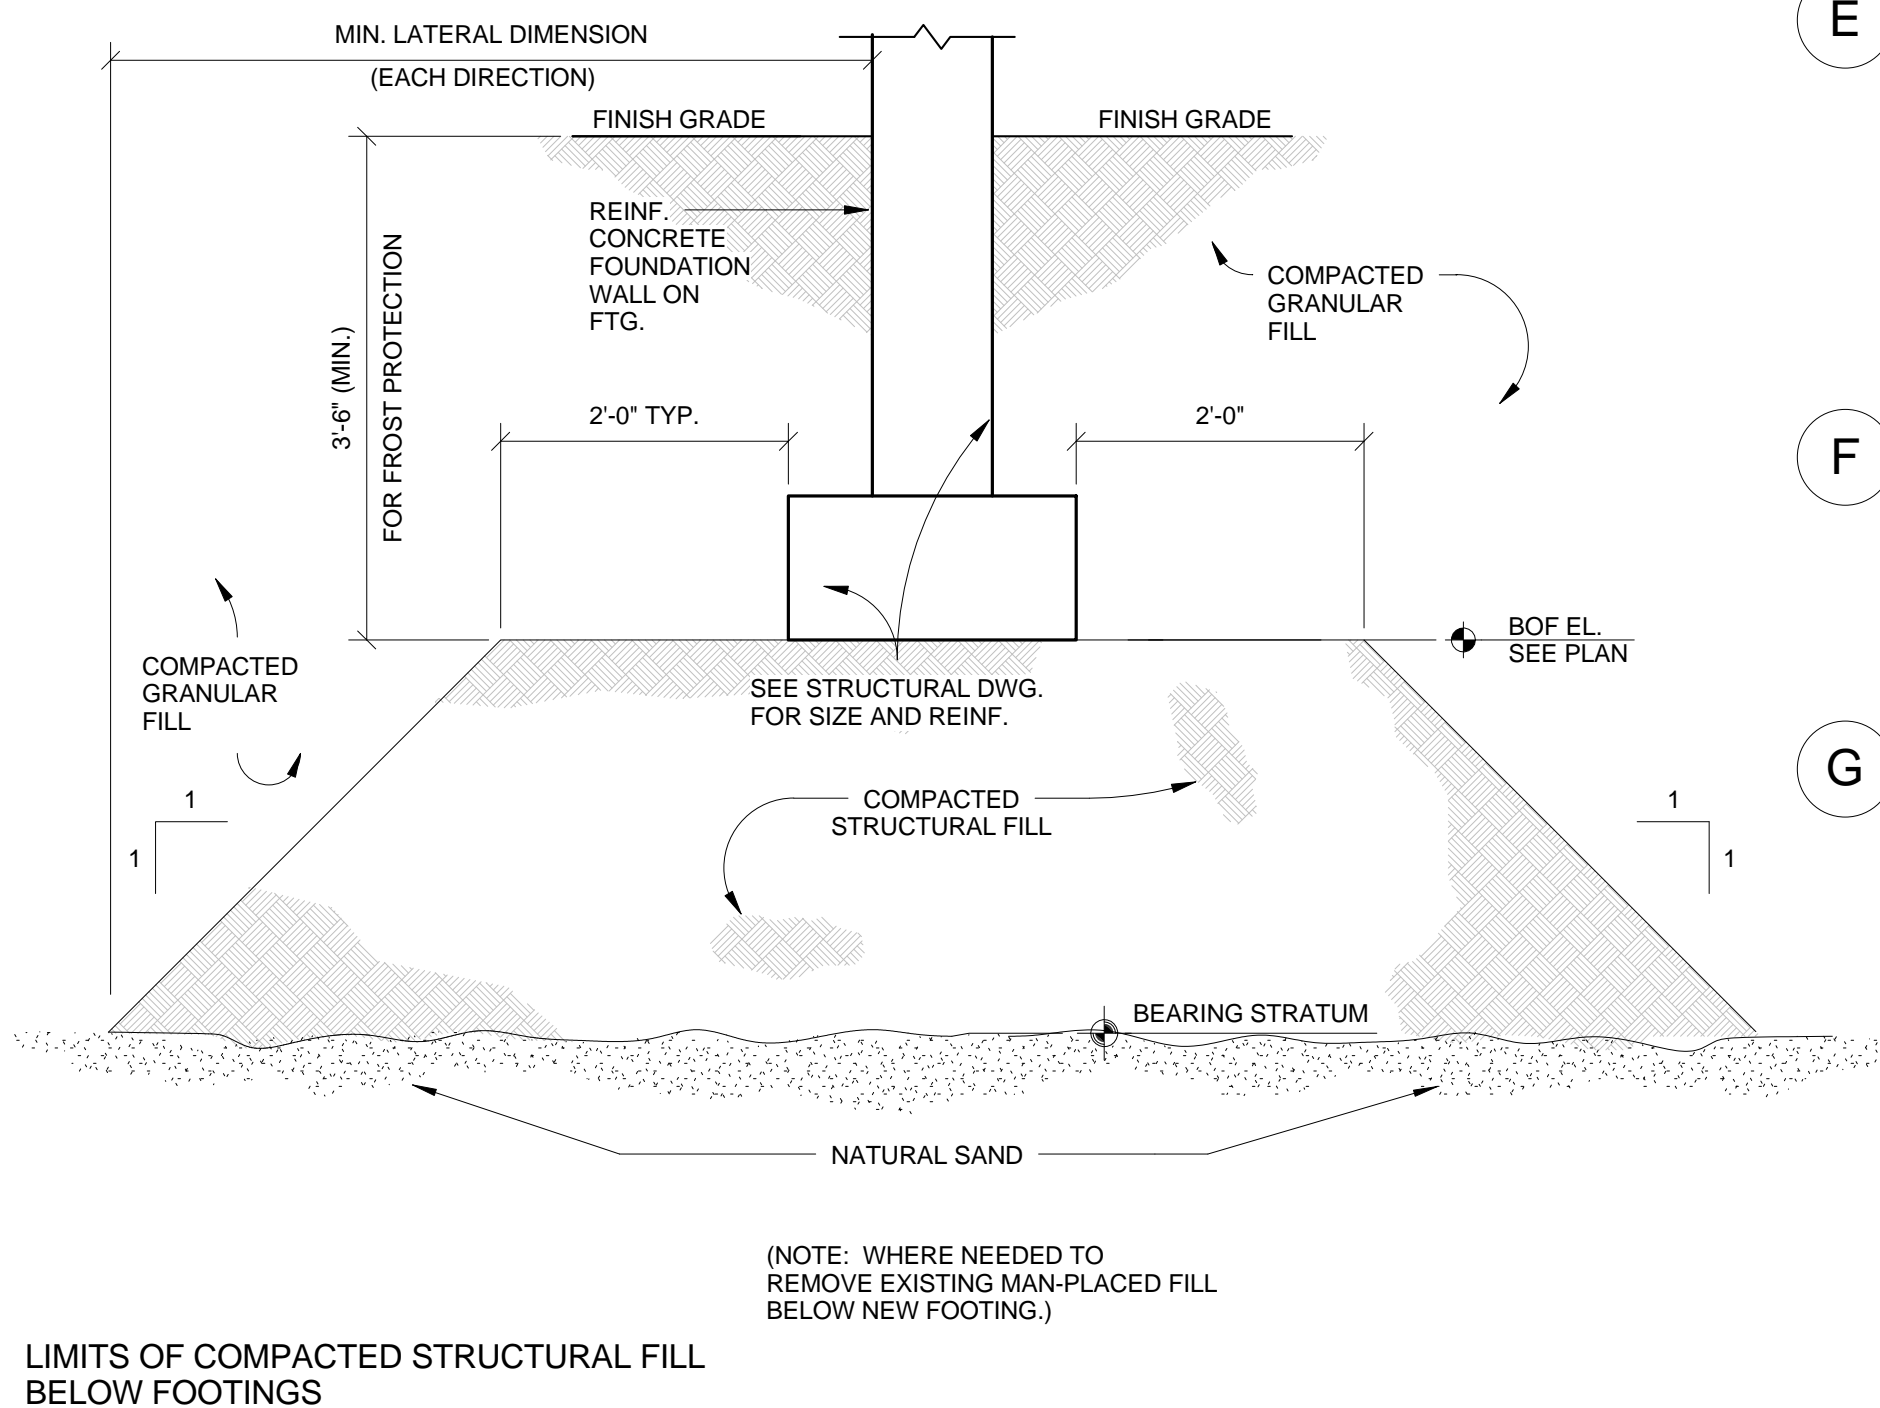 E
MIN. LATERAL DIMENSION
(EACH DIRECTION)
FINISH GRADE
FINISH GRADE
REINF.
CONCRETE
FOUNDATION
WALL ON
FTG.
COMPACTED
GRANULAR
FILL
3'-6" (MIN.)
FOR FROST PROTECTION
2'-0" TYP.
2'-0"
F
BOF EL.
SEE PLAN
COMPACTED
GRANULAR
FILL
SEE STRUCTURAL DWG.
FOR SIZE AND REINF.
G
1
1
COMPACTED
STRUCTURAL FILL
1
1
BEARING STRATUM
NATURAL SAND
(NOTE: WHERE NEEDED TO
REMOVE EXISTING MAN-PLACED FILL
BELOW NEW FOOTING.)
LIMITS OF COMPACTED STRUCTURAL FILL
BELOW FOOTINGS